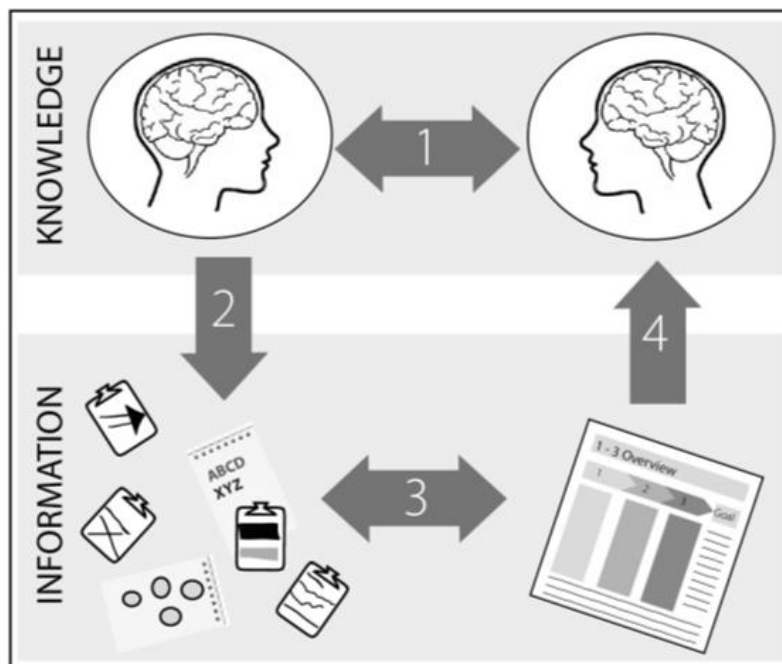 KNOWLEDGE
1
2
4
INFORMATION
ABCD
XYZ
3
1 - 3 Overview
1
2
3
Goal